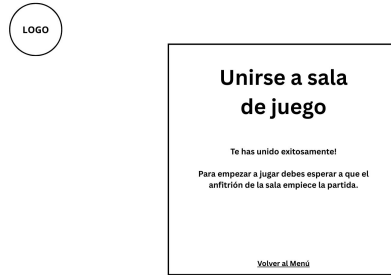 LOGO
Unirse a sala
de juego
Te has unido exitosamente!
Para empezar a jugar debes esperar a que el
anfitrión de la sala empiece la partida.
Volver al Menú